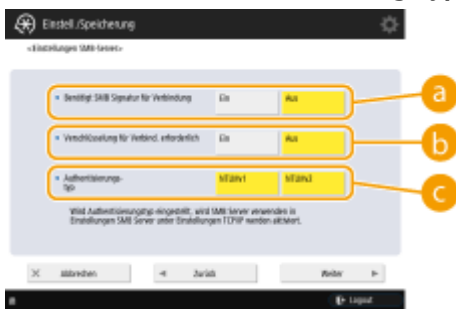 Einstell./Speicherung
<Einstellungen SMB-Server>
Benötigt SMB Signatur für Verbindung
Ein
Aus
a
Verschlüsselung für Verbind. erforderlich
Ein
Aus
b
Authentisierungs-
typ
NTLMv1
NTLMv2
c
Wird Authentisierungstyp eingestellt, wird SMB Server verwenden in
Einstellungen SMB Server unter Einstellungen TCP/IP werden aktiviert.
Abbrechen
Zurück
Weiter
Logout